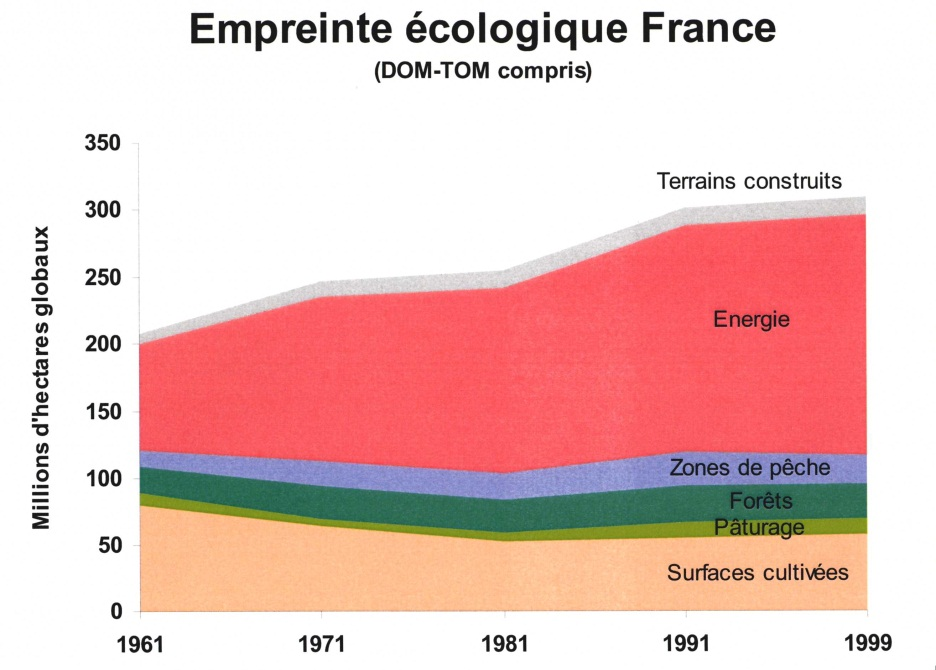 Empreinte écologique France
(DOM-TOM compris)
Millions d'hectares globaux
350
300
250
200
150
100
50
0
Terrains construits
Energie
Zones de pêche
Forêts
Pâturage
Surfaces cultivées
1961
1971
1981
1991
1999